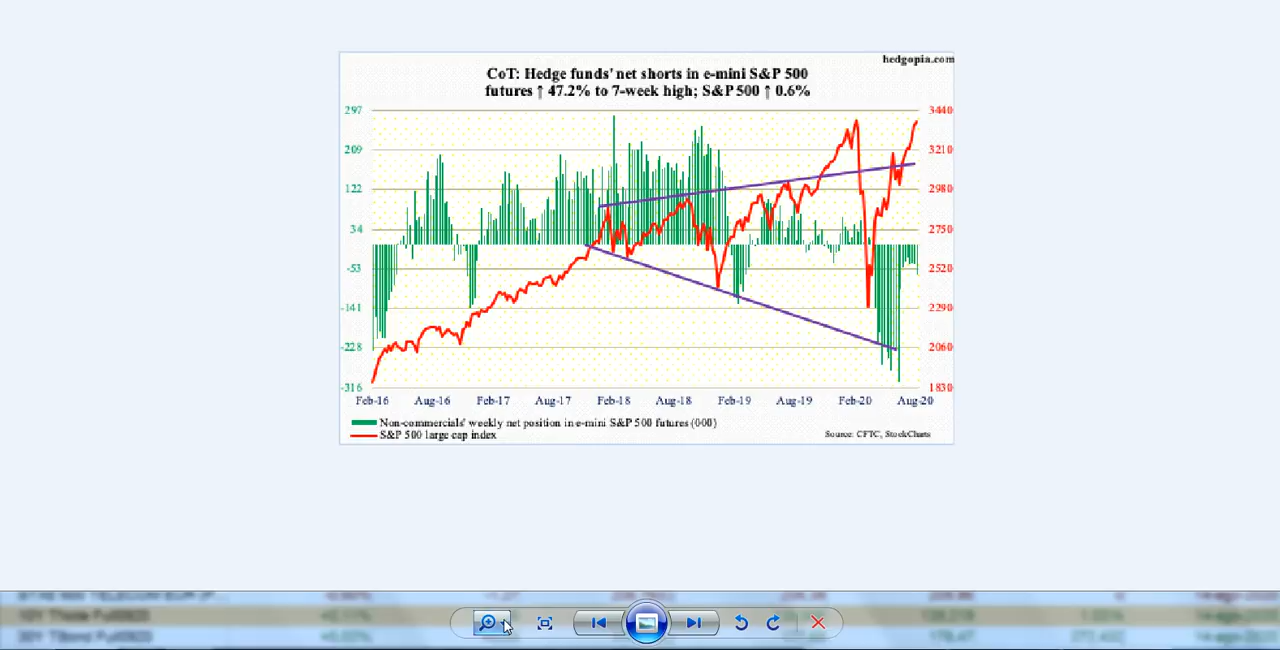 hedgopia.com
CoT: Hedge funds' net shorts in e-mini S&P 500
futures ↑ 47.2% to 7-week high; S&P 500 ↑ 0.6%
297 3440
209 3210
122 2980
34 2750
-53 2520
-141 2290
-228 2060
-316 1830
Feb-16 Aug-16 Feb-17 Aug-17 Feb-18 Aug-18 Feb-19 Aug-19 Feb-20 Aug-20
Non-commercials' weekly net position in e-mini S&P 500 futures (000)
S&P 500 large cap index Source: CFTC, StockCharts